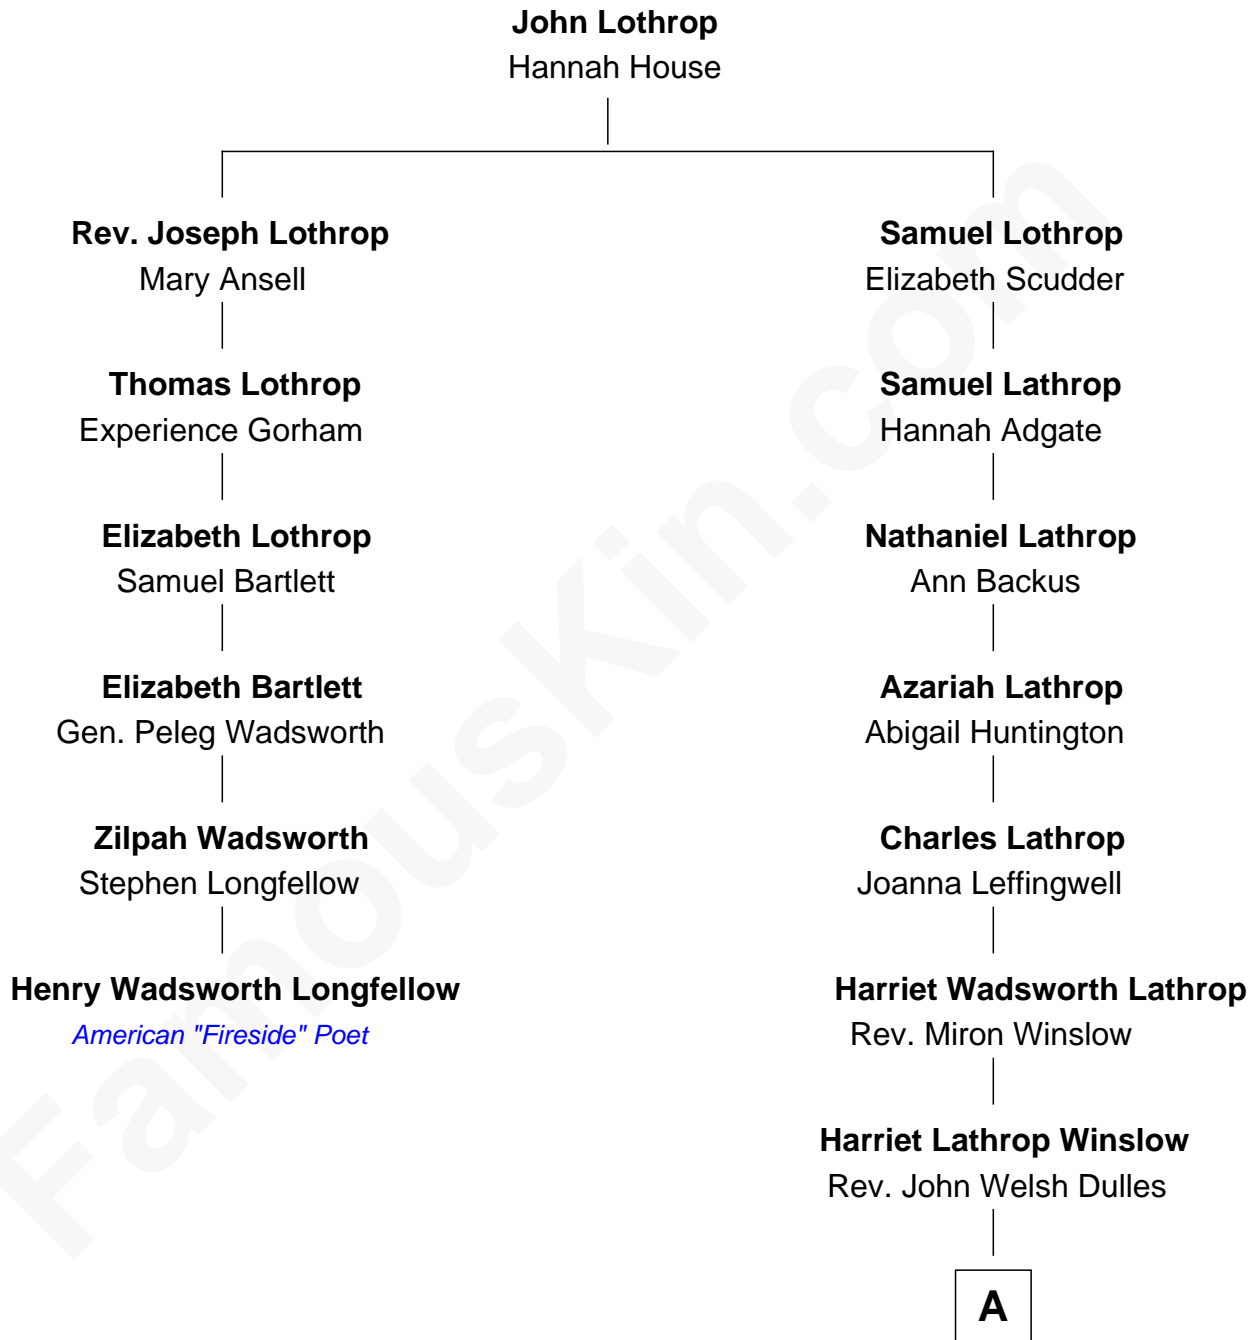 John Lothrop
Hannah House
Rev. Joseph Lothrop
Mary Ansell
Samuel Lothrop
Elizabeth Scudder
Thomas Lothrop
Experience Gorham
Samuel Lathrop
Hannah Adgate
Elizabeth Lothrop
Samuel Bartlett
Nathaniel Lathrop
Ann Backus
Elizabeth Bartlett
Gen. Peleg Wadsworth
Azariah Lathrop
Abigail Huntington
Zilpah Wadsworth
Stephen Longfellow
Charles Lathrop
Joanna Leffingwell
Henry Wadsworth Longfellow
American "Fireside" Poet
Harriet Wadsworth Lathrop
Rev. Miron Winslow
Harriet Lathrop Winslow
Rev. John Welsh Dulles
A
FamousKin.com